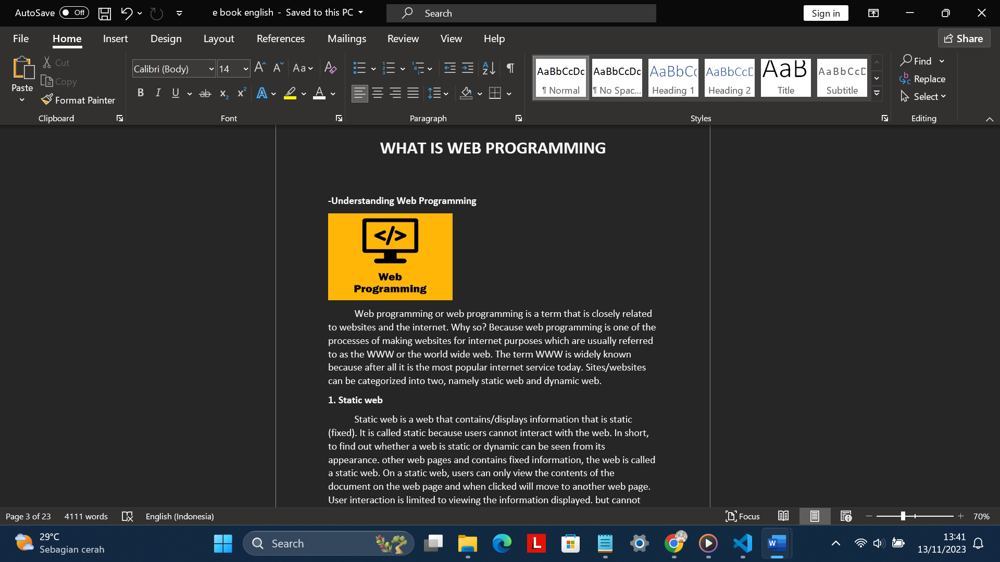 AutoSave Off e book english - Saved to this PC Search Sign in
File Home Insert Design Layout References Mailings Review View Help Share
Paste Cut Copy Format Painter
Clipboard
Calibri (Body) 14
Font
Paragraph
AaBbCcDc AaBbCcDc AaBbCc AaBbCcD AaB AaBbCcD
¶ Normal ¶ No Spac... Heading 1 Heading 2 Title Subtitle
Styles
Find
Replace
Select
Editing
WHAT IS WEB PROGRAMMING
-Understanding Web Programming
</>
Web
Programming
Web programming or web programming is a term that is closely related
to websites and the internet. Why so? Because web programming is one of the
processes of making websites for internet purposes which are usually referred
to as the WWW or the world wide web. The term WWW is widely known
because after all it is the most popular internet service today. Sites/websites
can be categorized into two, namely static web and dynamic web.
1. Static web
Static web is a web that contains/displays information that is static
(fixed). It is called static because users cannot interact with the web. In short,
to find out whether a web is static or dynamic can be seen from its
appearance. other web pages and contains fixed information, the web is called
a static web. On a static web, users can only view the contents of the
document on the web page and when clicked will move to another web page.
User interaction is limited to viewing the information displayed. but cannot
Page 3 of 23 4111 words English (Indonesia) Focus 70%
29°C
Sebagian cerah
Search
13:41
13/11/2023